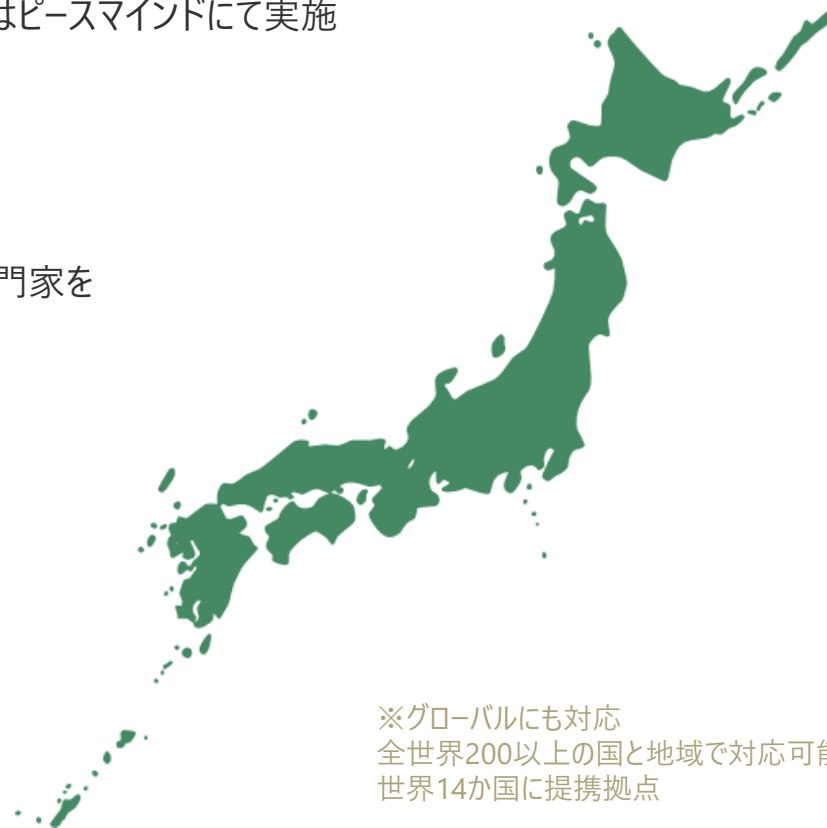 はピースマインドにて実施
門家を
※グローバルにも対応
全世界200以上の国と地域で対応可能
世界14か国に提携拠点